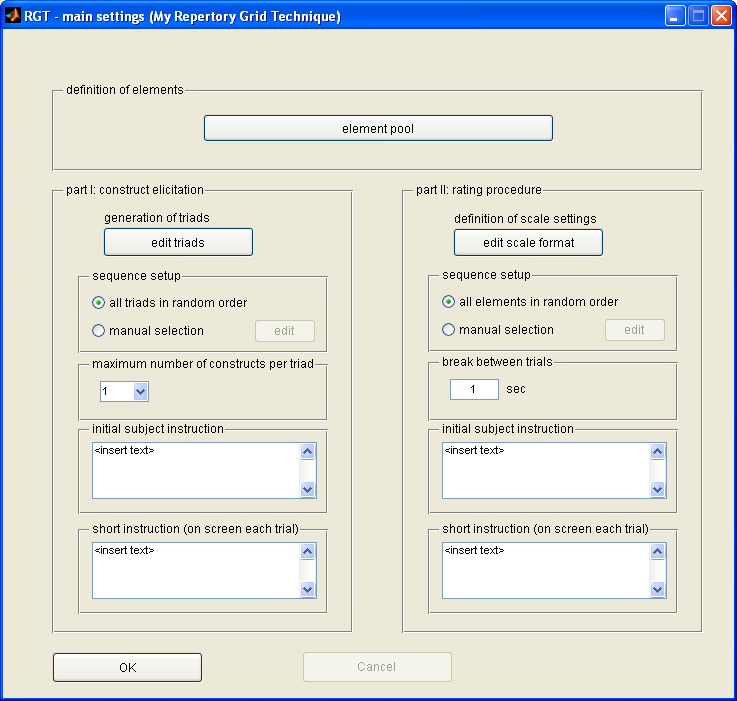 RGT - main settings (My Repertory Grid Technique)
definition of elements
element pool
part I: construct elicitation
generation of triads
edit triads
sequence setup
all triads in random order
manual selection
edit
maximum number of constructs per triad
1
initial subject instruction
<insert text>
short instruction (on screen each trial)
<insert text>
part II: rating procedure
definition of scale settings
edit scale format
sequence setup
all elements in random order
manual selection
edit
break between trials
1 sec
initial subject instruction
<insert text>
short instruction (on screen each trial)
<insert text>
OK
Cancel